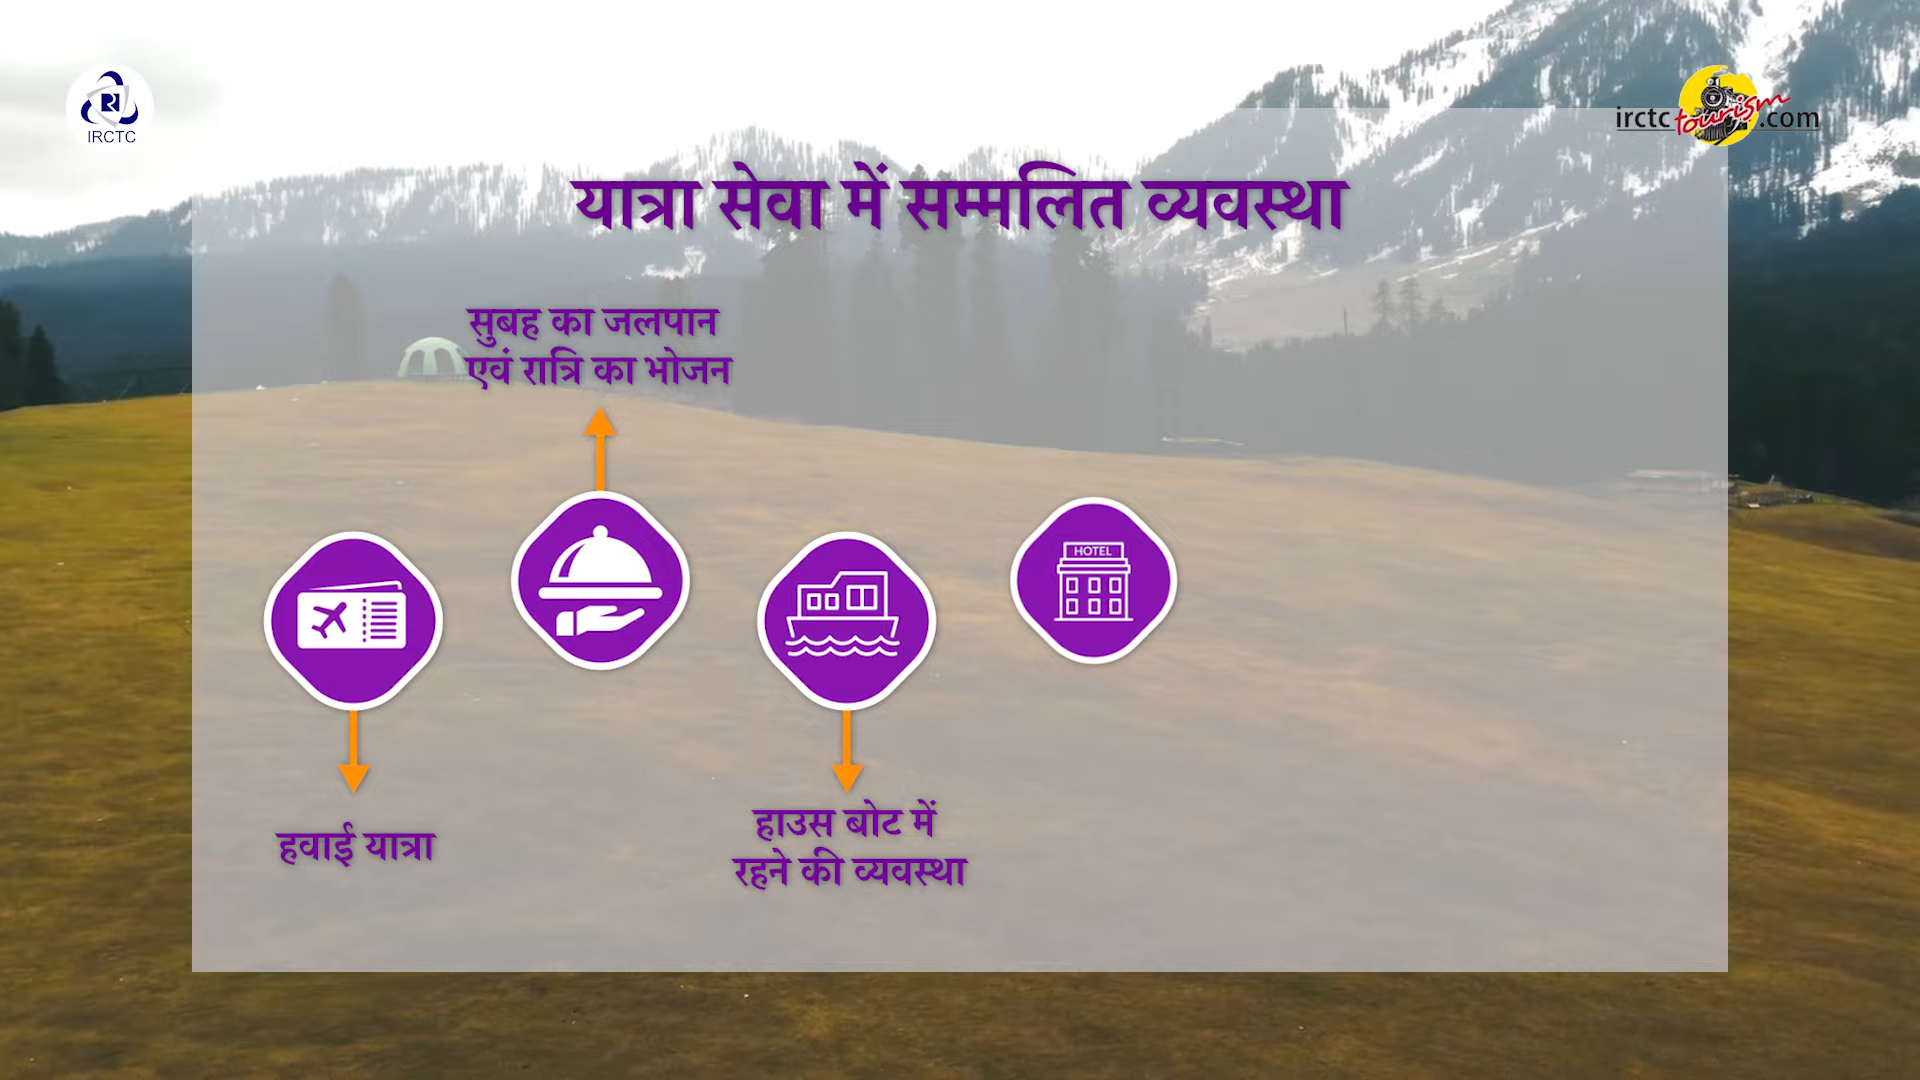 IRCTC
irctc tourism .com
यात्रा सेवा में सम्मलित व्यवस्था
सुबह का जलपान
एवं रात्रि का भोजन
HOTEL
हवाई यात्रा
हाउस बोट में
रहने की व्यवस्था